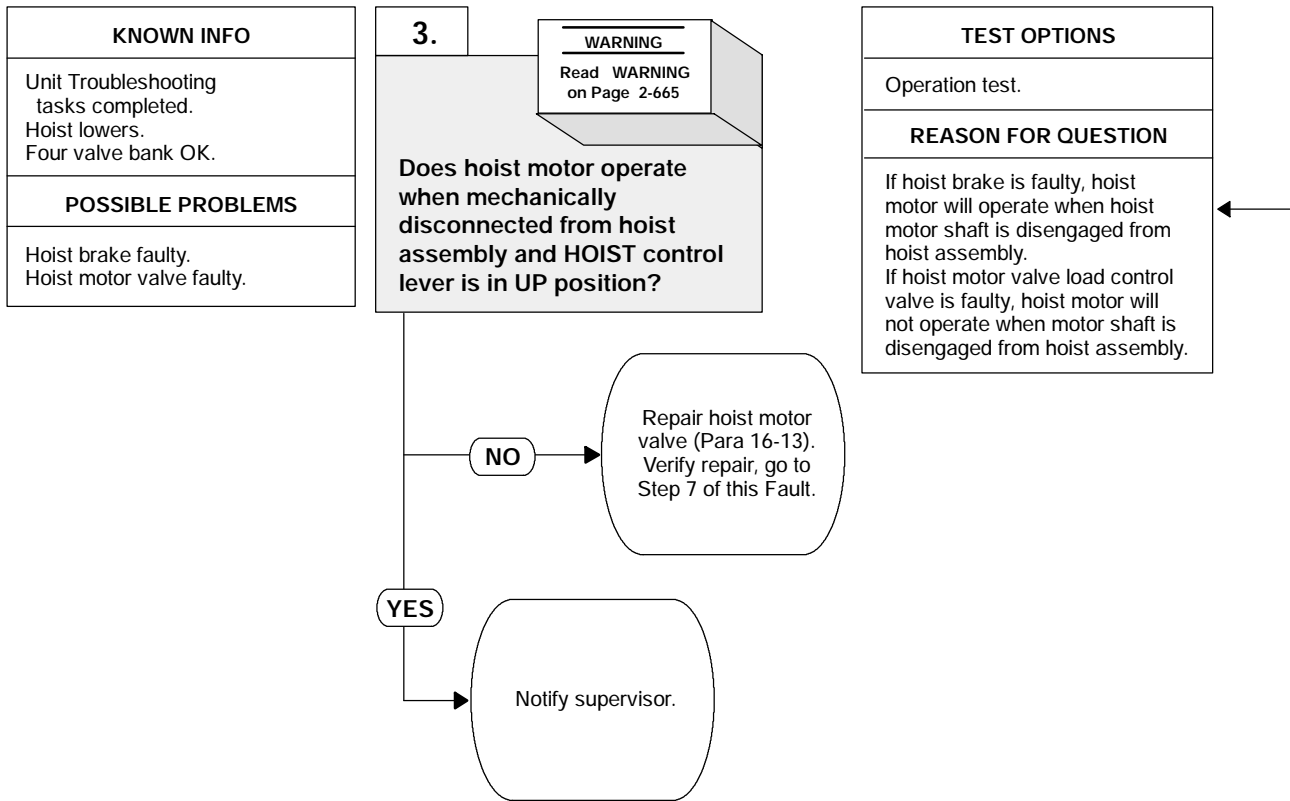 KNOWN INFO
Unit Troubleshooting
tasks completed.
Hoist lowers.
Four valve bank OK.
POSSIBLE PROBLEMS
Hoist brake faulty.
Hoist motor valve faulty.
3.
WARNING
Read WARNING
on Page 2-665
Does hoist motor operate
when mechanically
disconnected from hoist
assembly and HOIST control
lever is in UP position?
TEST OPTIONS
Operation test.
REASON FOR QUESTION
If hoist brake is faulty, hoist
motor will operate when hoist
motor shaft is disengaged from
hoist assembly.
If hoist motor valve load control
valve is faulty, hoist motor will
not operate when motor shaft is
disengaged from hoist assembly.
NO
Repair hoist motor
valve (Para 16-13).
Verify repair, go to
Step 7 of this Fault.
YES
Notify supervisor.